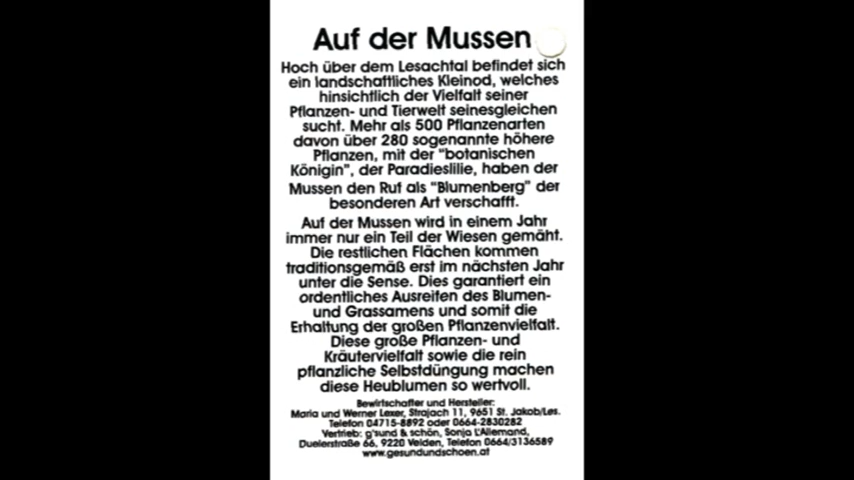 Auf der Mussen
Hoch über dem Lesachtal befindet sich
ein landschaftliches Kleinod, welches
hinsichtlich der Vielfalt seiner
Pflanzen- und Tierwelt seinesgleichen
sucht. Mehr als 500 Pflanzenarten
davon über 280 sogenannte höhere
Pflanzen, mit der "botanischen
Königin", der Paradieslilie, haben der
Mussen den Ruf als "Blumenberg" der
besonderen Art verschafft.
Auf der Mussen wird in einem Jahr
immer nur ein Teil der Wiesen gemäht.
Die restlichen Flächen kommen
traditionsgemäß erst im nächsten Jahr
unter die Sense. Dies garantiert ein
ordentliches Ausreifen des Blumen-
und Grassamens und somit die
Erhaltung der großen Pflanzenvielfalt.
Diese große Pflanzen- und
Kräutervielfalt sowie die rein
pflanzliche Selbstdüngung machen
diese Heublumen so wertvoll.
Bewirtschafter und Hersteller:
Maria und Werner Lexer, Strajach 11, 9651 St. Jakob/Les.
Telefon 04715-8892 oder 0664-2830282
Vertrieb: g'sund & schön, Sonja L'Allemand,
Duelerstraße 66, 9220 Velden, Telefon 0664/3136589
www.gesundundschoen.at